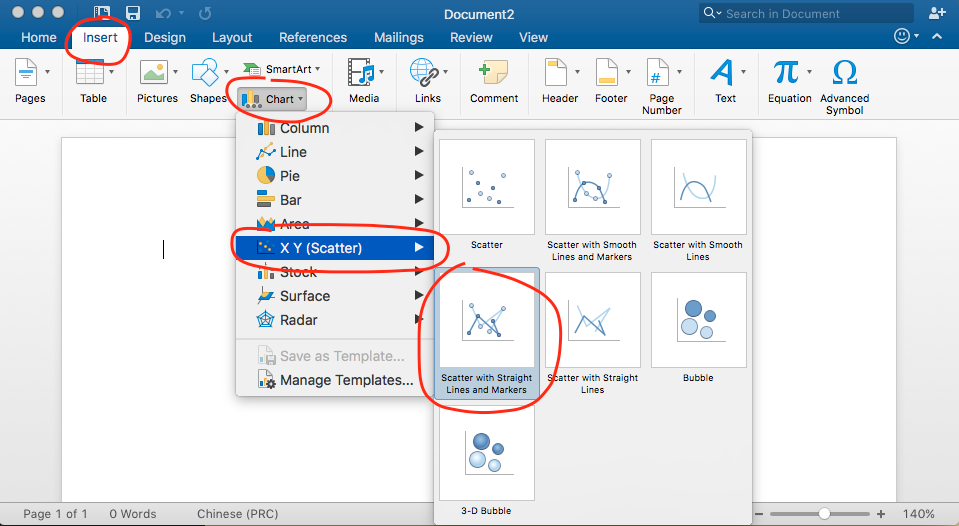 Document2
Search in Document
Home Insert Design Layout References Mailings Review View
SmartArt
Chart
Pages Table Pictures Shapes Media Links Comment Header Footer Page Number Text Equation Advanced Symbol
Column
Line
Pie
Bar
Area
X Y (Scatter)
Stock
Surface
Radar
Save as Template...
Manage Templates...
Scatter
Scatter with Smooth
Lines and Markers
Scatter with Smooth
Lines
Scatter with Straight
Lines and Markers
Scatter with Straight
Lines
Bubble
3-D Bubble
Page 1 of 1 0 Words Chinese (PRC) 140%